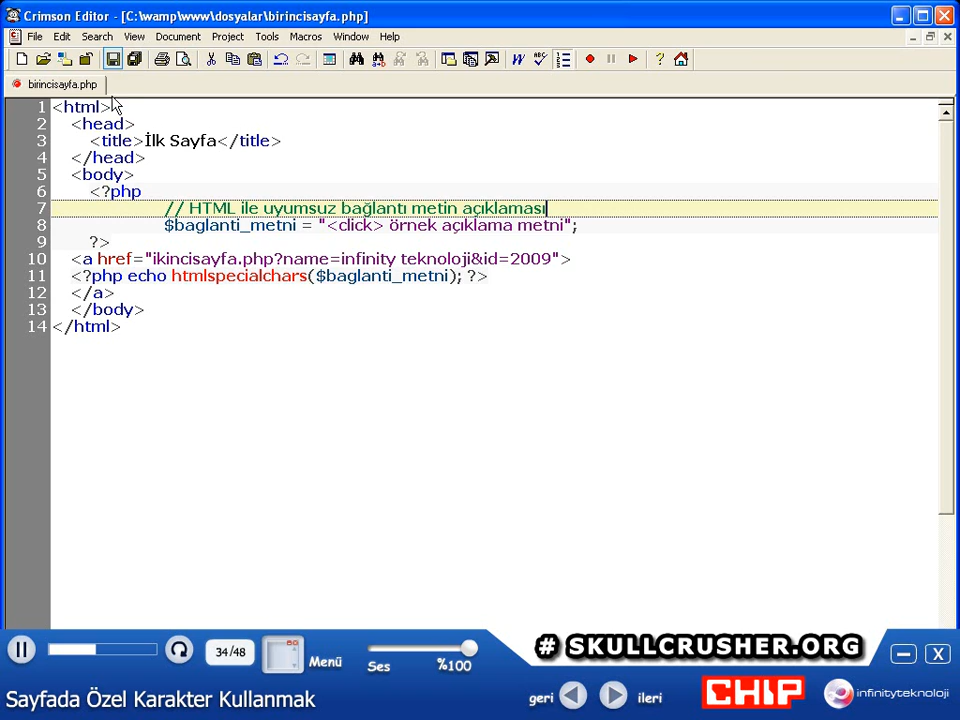 Crimson Editor - [C:\wamp\www\dosyalar\birincisayfa.php]
File Edit Search View Document Project Tools Macros Window Help
birincisayfa.php
1 <html>
2 <head>
3 <title>İlk Sayfa</title>
4 </head>
5 <body>
6 <?php
7 // HTML ile uyumsuz bağlantı metin açıklaması
8 $baglanti_metni = "<click> örnek açıklama metni";
9 ?>
10 <a href="ikincisayfa.php?name=infinity teknoloji&id=2009">
11 <?php echo htmlspecialchars($baglanti_metni); ?>
12 </a>
13 </body>
14 </html>
# SKULLCRUSHER.ORG
34/48 Menü Ses %100
Sayfada Özel Karakter Kullanmak
geri ileri CHIP infinityteknoloji